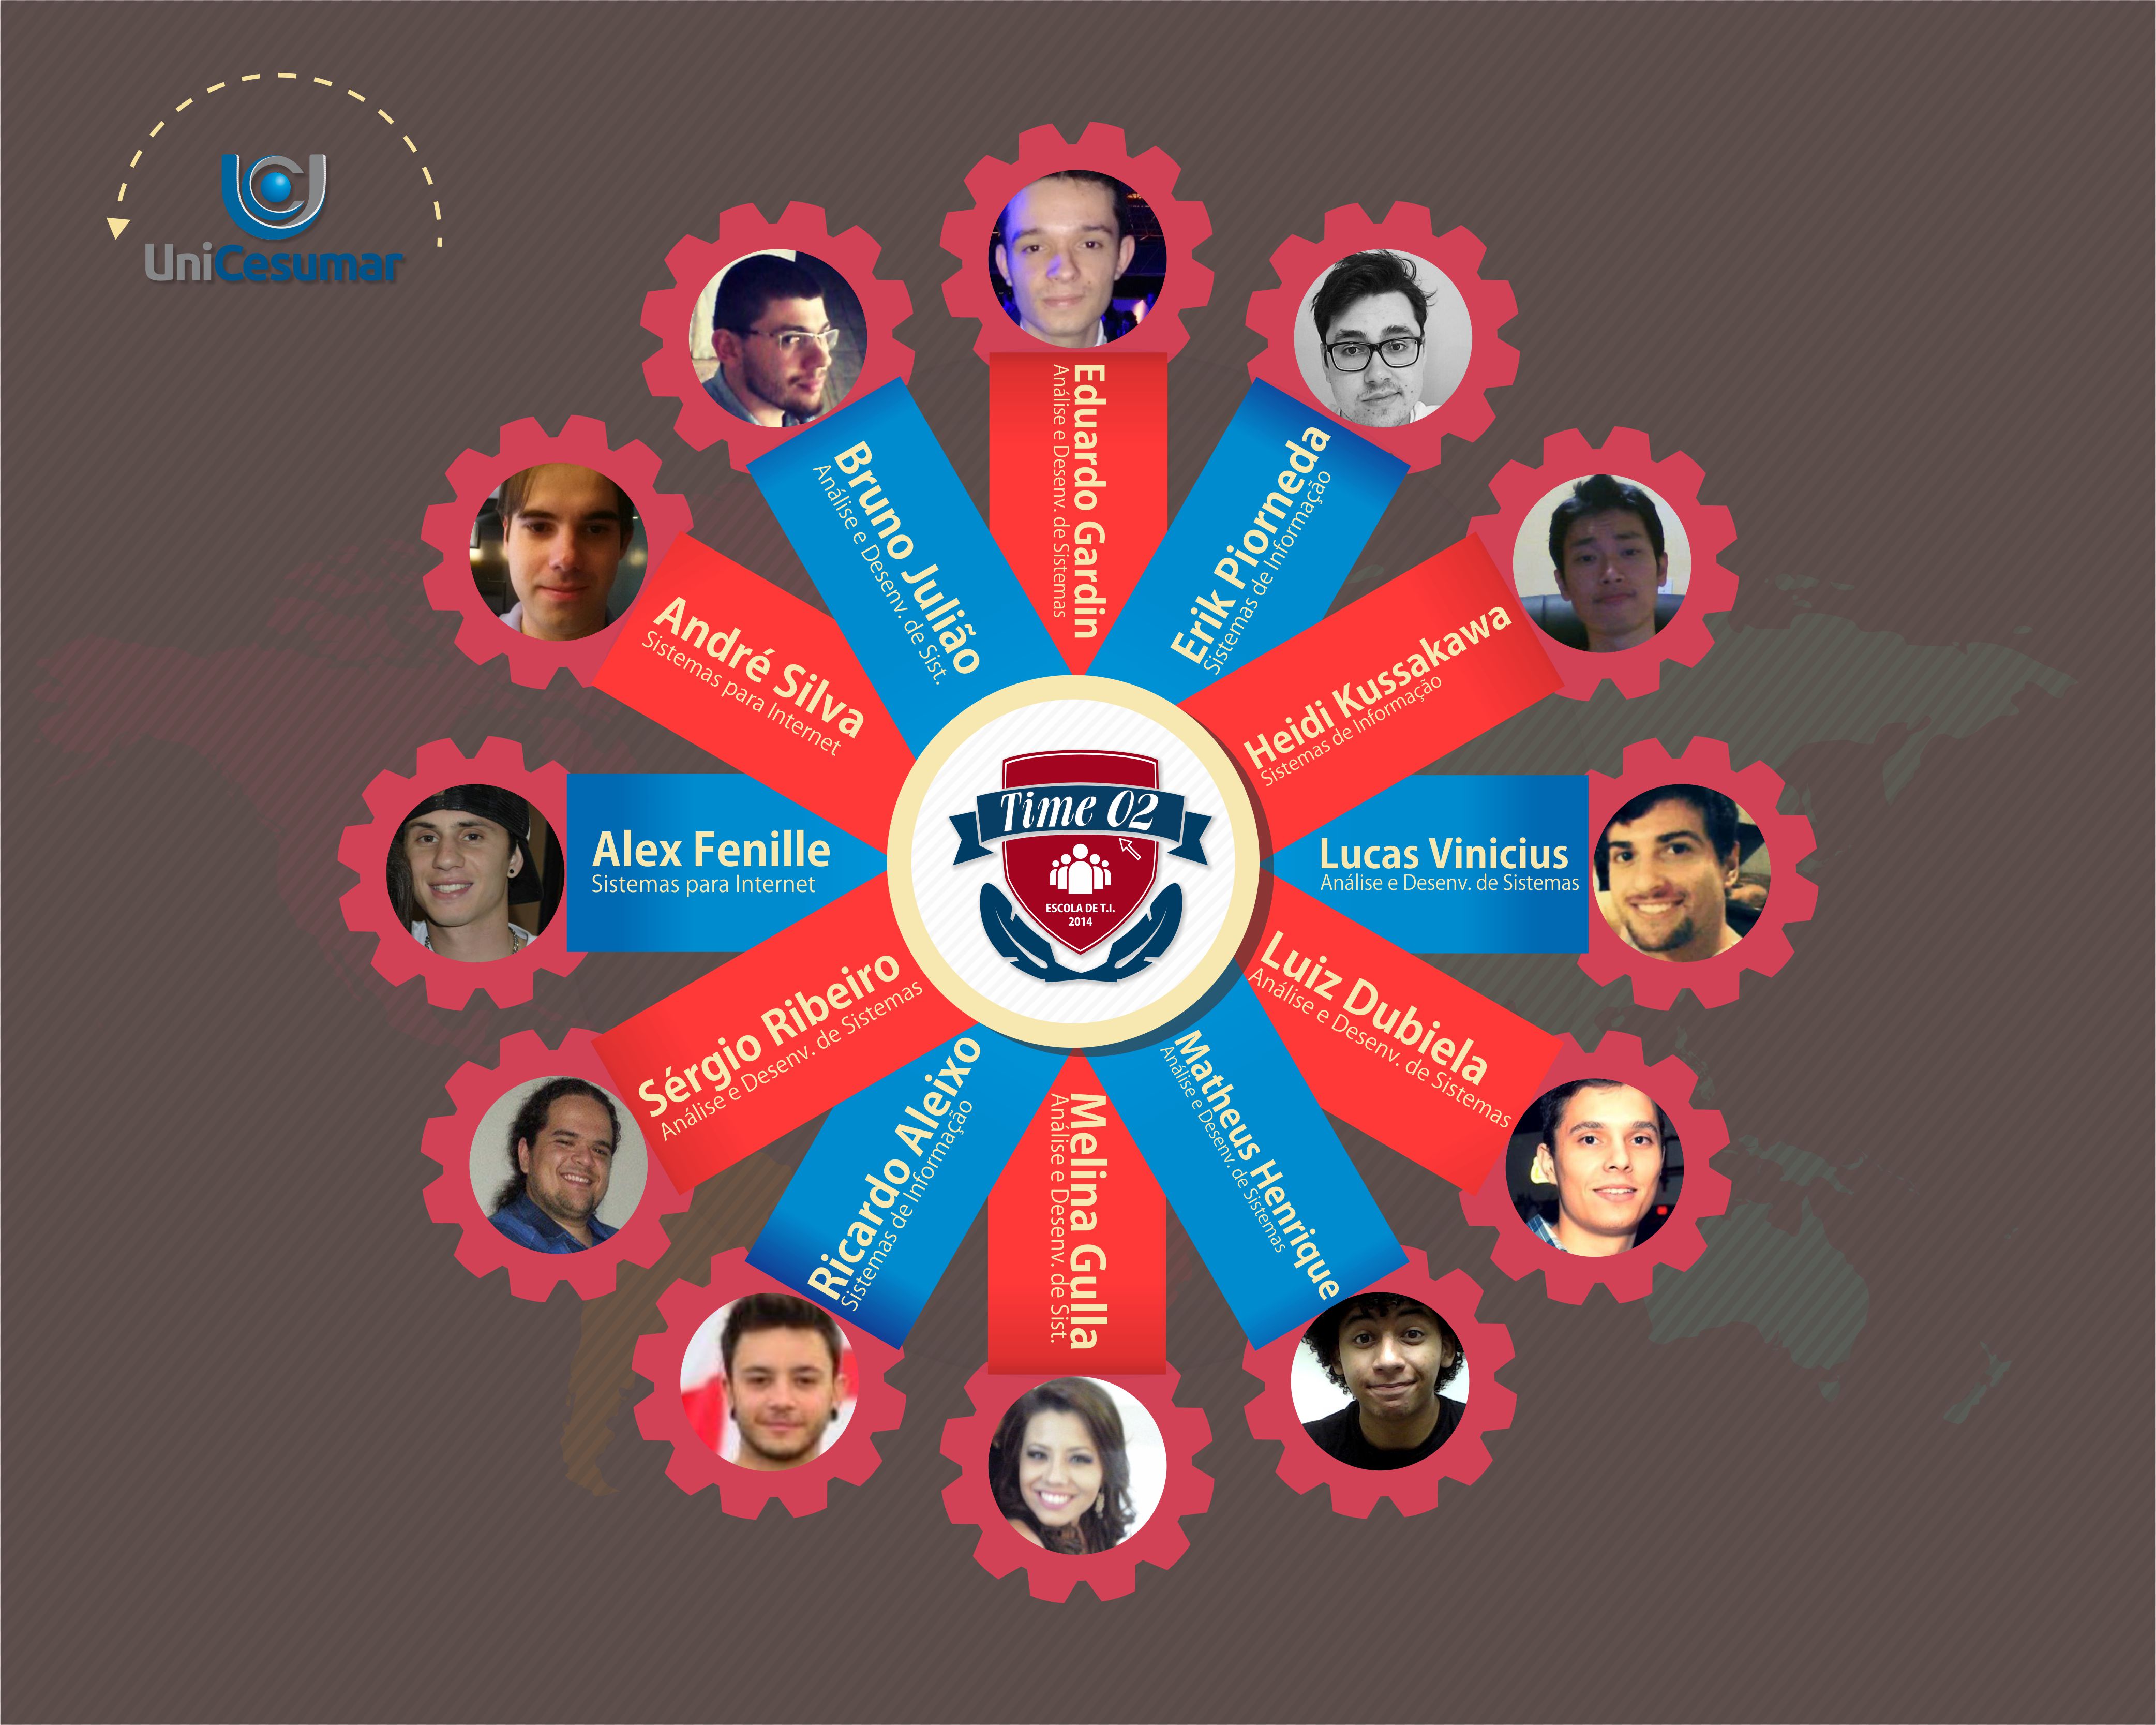 UniCesumar
Eduardo Gardin
Análise e Desenv. de Sistemas
Erik Piorneda
Sistemas de Informação
Heidi Kussakawa
Sistemas de Informação
Lucas Vinicius
Análise e Desenv. de Sistemas
Luiz Dubiela
Análise e Desenv. de Sistemas
Matheus Henrique
Análise e Desenv. de Sistemas
Melina Gulla
Análise e Desenv. de Sist.
Ricardo Aleixo
Sistemas de Informação
Sérgio Ribeiro
Análise e Desenv. de Sistemas
Alex Fenille
Sistemas para Internet
André Silva
Sistemas para Internet
Bruno Julião
Análise e Desenv. de Sist.
Time 02
ESCOLA DE T.I.
2014